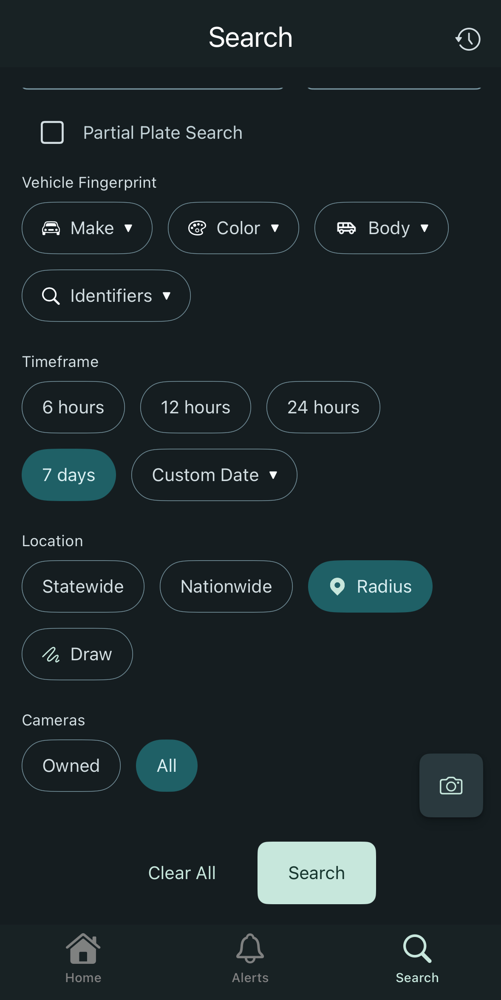 Search
Partial Plate Search
Vehicle Fingerprint
Make Color Body
Identifiers
Timeframe
6 hours 12 hours 24 hours
7 days Custom Date
Location
Statewide Nationwide Radius
Draw
Cameras
Owned All
Clear All Search
Home Alerts Search